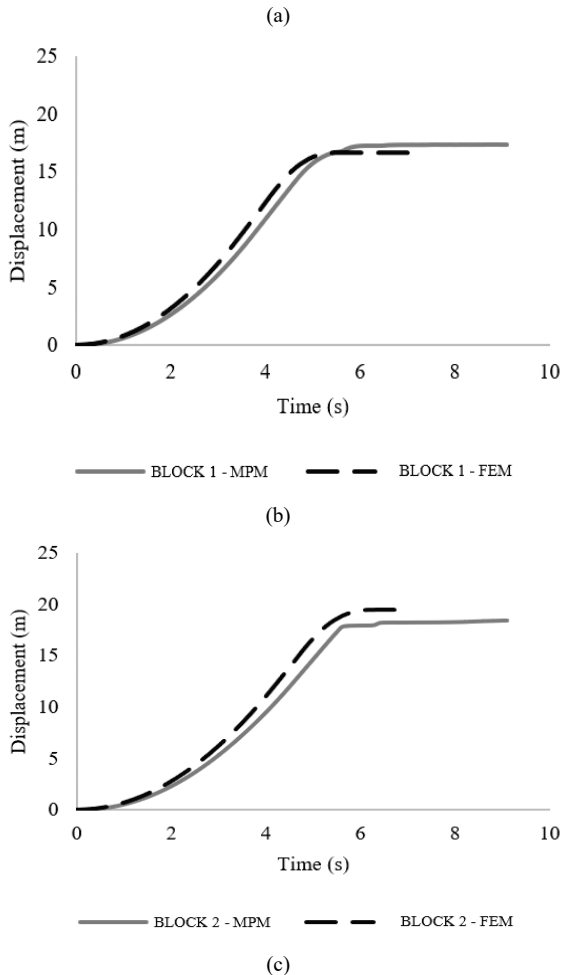 (a)
25
20
15
10
5
0
0 2 4 6 8 10
Displacement (m)
Time (s)
BLOCK 1 - MPM BLOCK 1 - FEM
(b)
25
20
15
10
5
0
0 2 4 6 8 10
Displacement (m)
Time (s)
BLOCK 2 - MPM BLOCK 2 - FEM
(c)